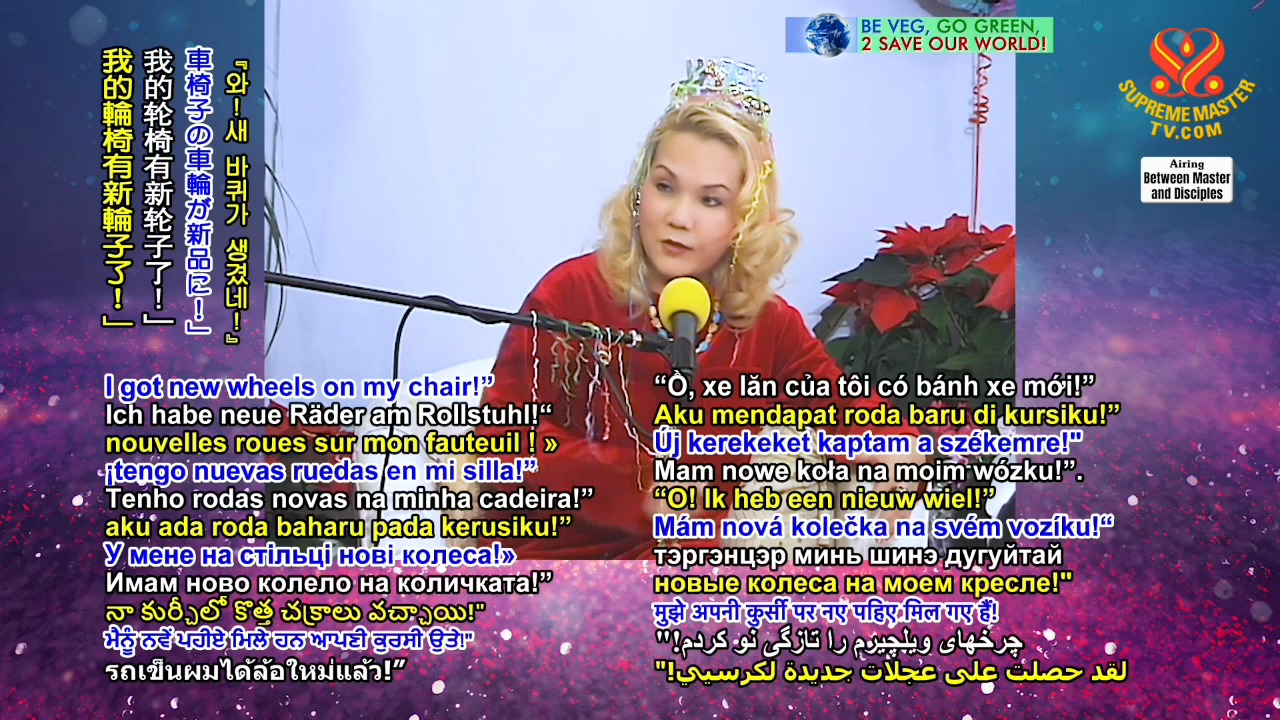 BE VEG, GO GREEN,
2 SAVE OUR WORLD!
SUPREME MASTER
TV.COM
Airing
Between Master
and Disciples
『와! 새 바퀴가 생겼네!』
車椅子の車輪が新品に!」
我的轮椅有新轮子了!」
我的輪椅有新輪子了!」
I got new wheels on my chair!”
Ich habe neue Räder am Rollstuhl!“
nouvelles roues sur mon fauteuil ! »
¡tengo nuevas ruedas en mi silla!”
Tenho rodas novas na minha cadeira!”
aku ada roda baharu pada kerusiku!”
У мене на стільці нові колеса!»
Имам ново колело на количката!”
నా కుర్చీలో కొత్త చక్రాలు వచ్చాయి!"
ਮੈਨੂੰ ਨਵੇਂ ਪਹੀਏ ਮਿਲੇ ਹਨ ਆਪਣੀ ਕੁਰਸੀ ਉਤੇ!"
รถเข็นผมได้ล้อใหม่แล้ว!”
“Ồ, xe lăn của tôi có bánh xe mới!”
Aku mendapat roda baru di kursiku!”
Új kerekeket kaptam a székemre!"
Mam nowe koła na moim wózku!”.
“O! Ik heb een nieuw wiel!”
Mám nová kolečka na svém vozíku!“
тэргэнцэр минь шинэ дугуйтай
новые колеса на моем кресле!"
मुझे अपनी कुर्सी पर नए पहिए मिल गए हैं!
چرخهای ویلچیرم را تازگی نو کردم!"
لقد حصلت على عجلات جديدة لكرسيي!"